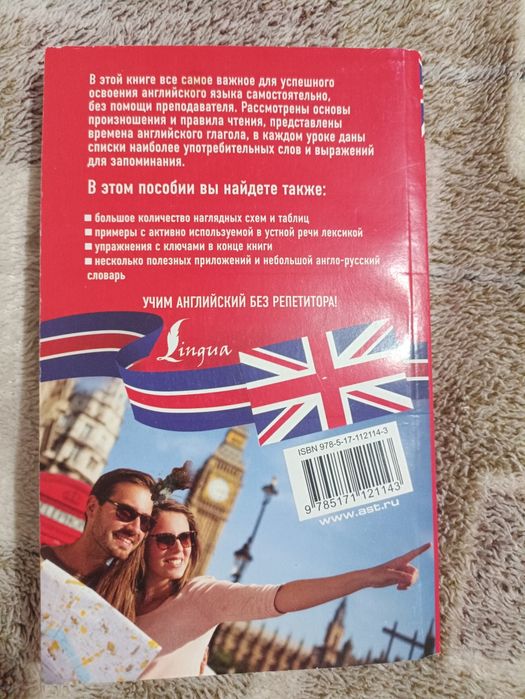 В этой книге все самое важное для успешного
освоения английского языка самостоятельно,
без помощи преподавателя. Рассмотрены основы
произношения и правила чтения, представлены
времена английского глагола, в каждом уроке даны
списки наиболее употребительных слов и выражений
для запоминания.
В этом пособии вы найдете также:
■ большое количество наглядных схем и таблиц
■ примеры с активно используемой в устной речи лексикой
■ упражнения с ключами в конце книги
■ несколько полезных приложений и небольшой англо-русский
словарь
УЧИМ АНГЛИЙСКИЙ БЕЗ РЕПЕТИТОРА!
Lingua
ISBN 978-5-17-112114-3
9 785171 121143
www.ast.ru